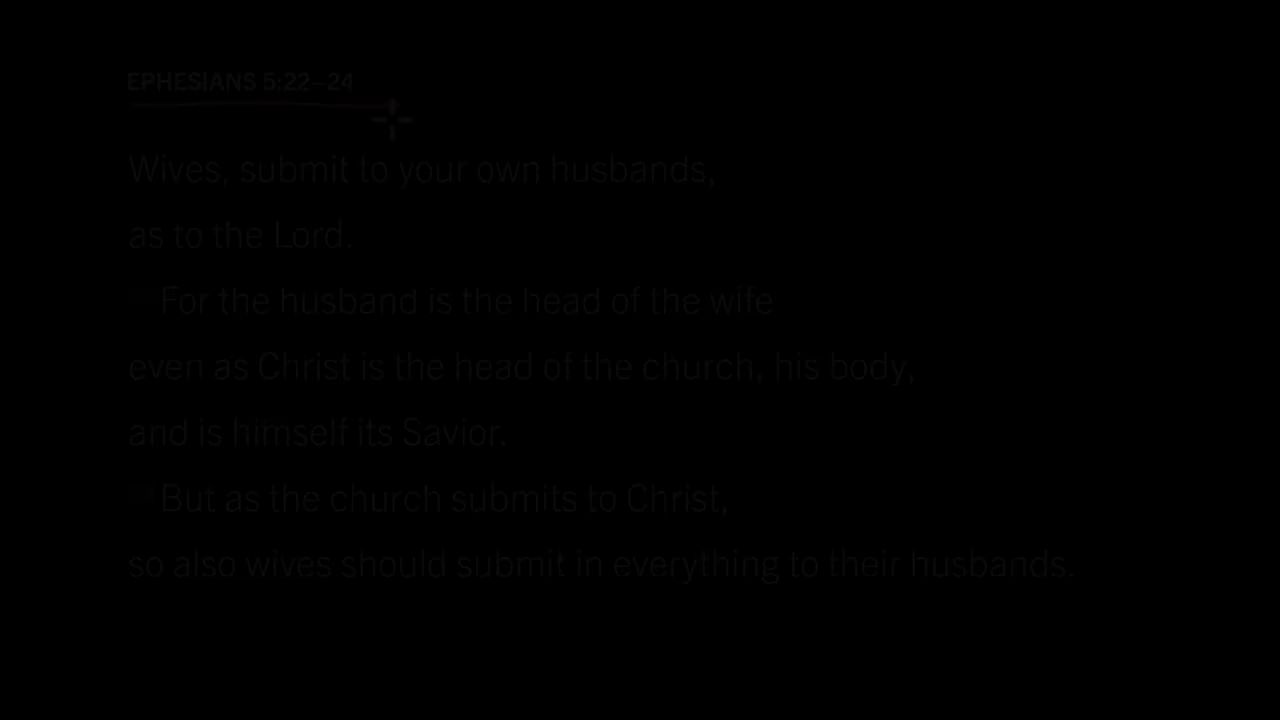 EPHESIANS 5:22–24
Wives, submit to your own husbands,
as to the Lord.
For the husband is the head of the wife
even as Christ is the head of the church, his body,
and is himself its Savior.
But as the church submits to Christ,
so also wives should submit in everything to their husbands.